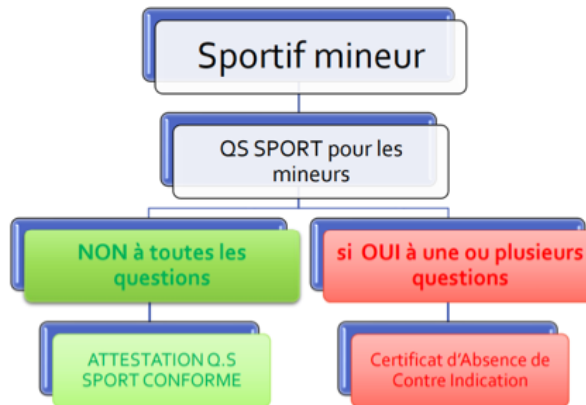 Sportif mineur
QS SPORT pour les
mineurs
NON à toutes les
questions
si OUI à une ou plusieurs
questions
ATTESTATION Q.S
SPORT CONFORME
Certificat d'Absence de
Contre Indication